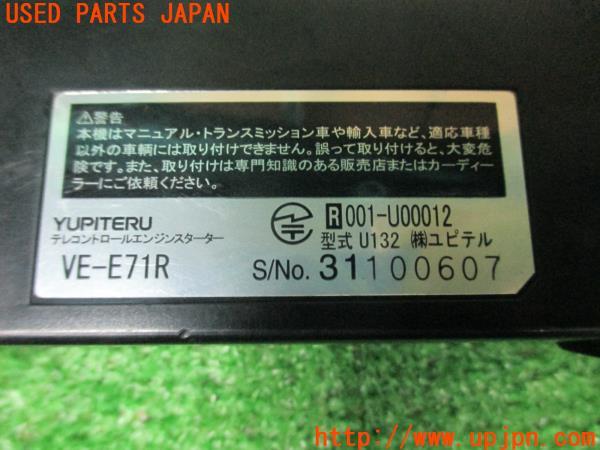 USED PARTS JAPAN
⚠警告
本機はマニュアル・トランスミッション車や輸入車など、適応車種
以外の車輌には取り付けできません。誤って取り付けると、大変危
険です。また、取り付けは専門知識のある販売店またはカーディー
ラーにご依頼ください。
YUPITERU
テレコントロールエンジンスターター
VE-E71R
R 001-U00012
型式 U132 ㈱ユピテル
S/No. 31100607
http://www.upjpn.com